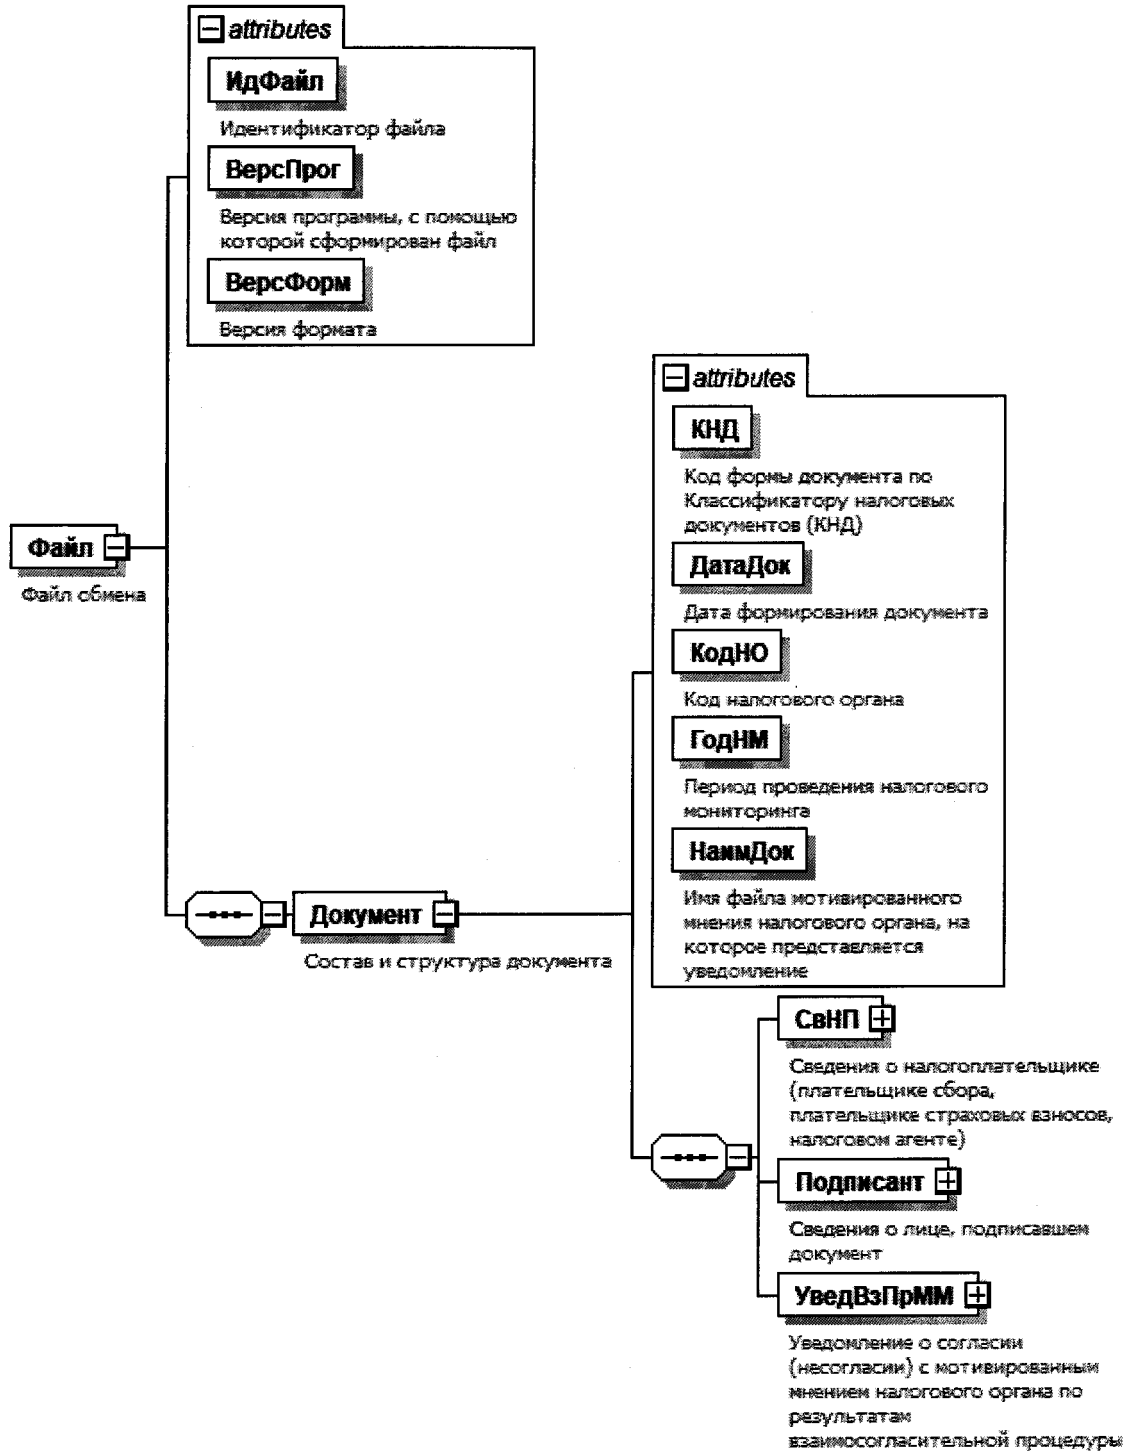 attributes
ИдФайл
Идентификатор файла
ВерсПрог
Версия программы, с помощью
которой сформирован файл
ВерсФорм
Версия формата
Файл
Файл обмена
attributes
КНД
Код формы документа по
Классификатору налоговых
документов (КНД)
ДатаДок
Дата формирования документа
КодНО
Код налогового органа
ГодНМ
Период проведения налогового
мониторинга
НаимДок
Имя файла мотивированного
мнения налогового органа, на
которое представляется
уведомление
Документ
Состав и структура документа
СвНП
Сведения о налогоплательщике
(плательщике сбора,
плательщике страховых взносов,
налоговом агенте)
Подписант
Сведения о лице, подписавшем
документ
УведВзПрММ
Уведомление о согласии
(несогласии) с мотивированным
мнением налогового органа по
результатам
взаимосогласительной процедуры